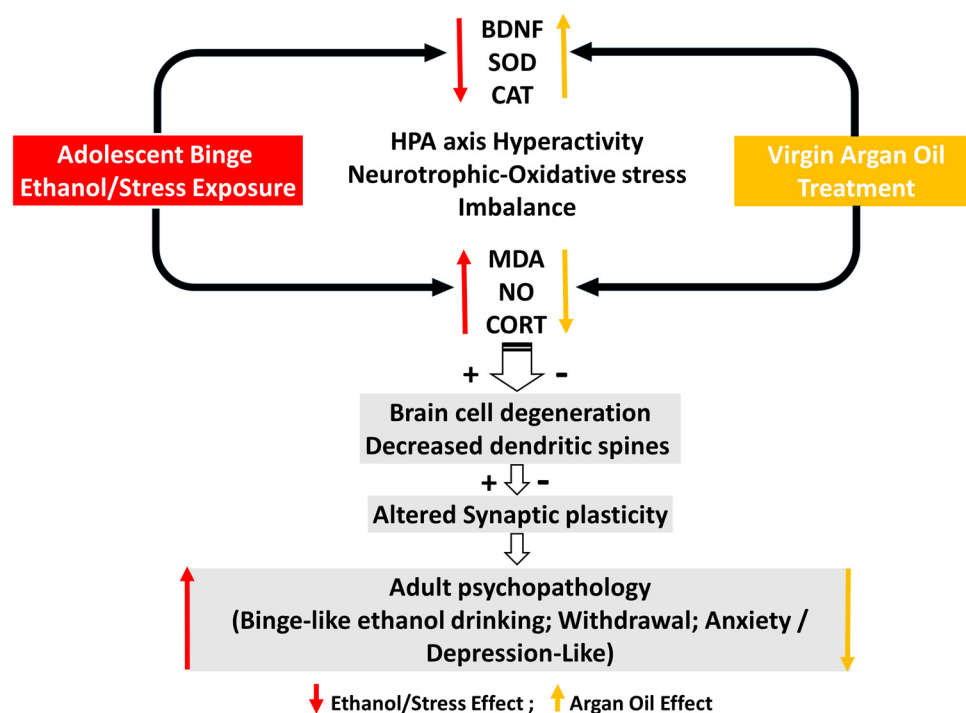 BDNF
SOD
CAT
Adolescent Binge
Ethanol/Stress Exposure
HPA axis Hyperactivity
Neurotrophic-Oxidative stress
Imbalance
Virgin Argan Oil
Treatment
MDA
NO
CORT
+ -
Brain cell degeneration
Decreased dendritic spines
+ -
Altered Synaptic plasticity
Adult psychopathology
(Binge-like ethanol drinking; Withdrawal; Anxiety /
Depression-Like)
Ethanol/Stress Effect ; Argan Oil Effect